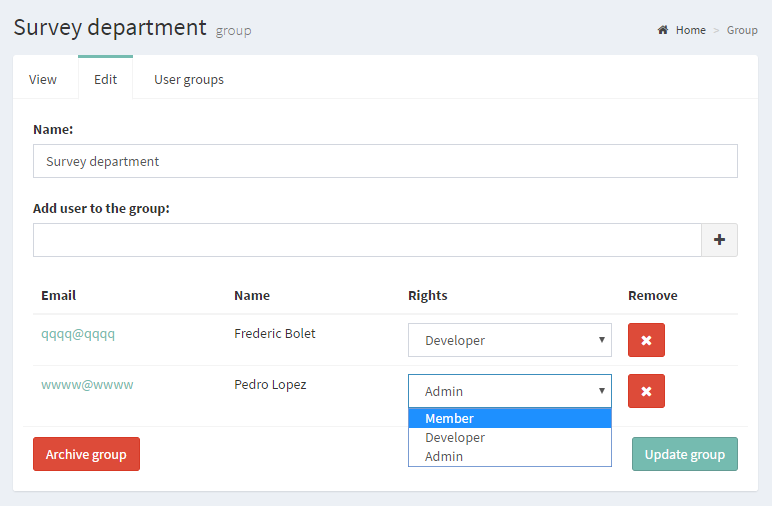 Survey department group
Home > Group
View Edit User groups
Name:
Survey department
Add user to the group:
Email Name Rights Remove
qqqq@qqqq Frederic Bolet Developer
wwww@wwww Pedro Lopez Admin
Member
Developer
Admin
Archive group Update group